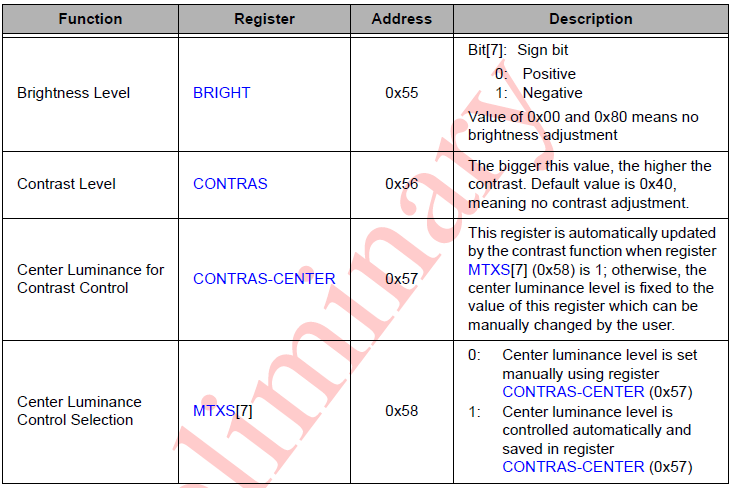 Function Register Address Description
Brightness Level BRIGHT 0x55 Bit[7]: Sign bit
0: Positive
1: Negative
Value of 0x00 and 0x80 means no
brightness adjustment
Contrast Level CONTRAS 0x56 The bigger this value, the higher the
contrast. Default value is 0x40,
meaning no contrast adjustment.
Center Luminance for
Contrast Control
CONTRAS-CENTER 0x57 This register is automatically updated
by the contrast function when register
MTXS[7] (0x58) is 1; otherwise, the
center luminance level is fixed to the
value of this register which can be
manually changed by the user.
Center Luminance
Control Selection
MTXS[7] 0x58 0: Center luminance level is set
manually using register
CONTRAS-CENTER (0x57)
1: Center luminance level is
controlled automatically and
saved in register
CONTRAS-CENTER (0x57)
eliminary